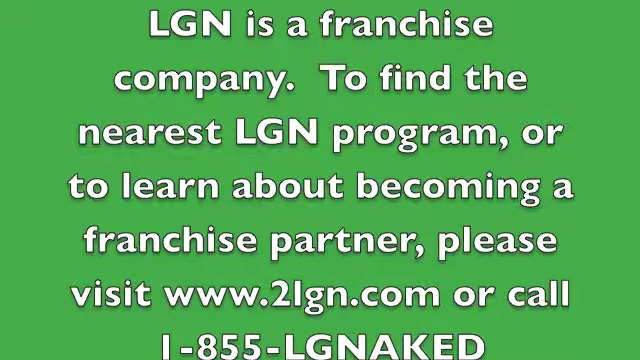 LGN is a franchise
company.  To find the
nearest LGN program, or
to learn about becoming a
franchise partner, please
visit www.2lgn.com or call
1-855-LGNAKED